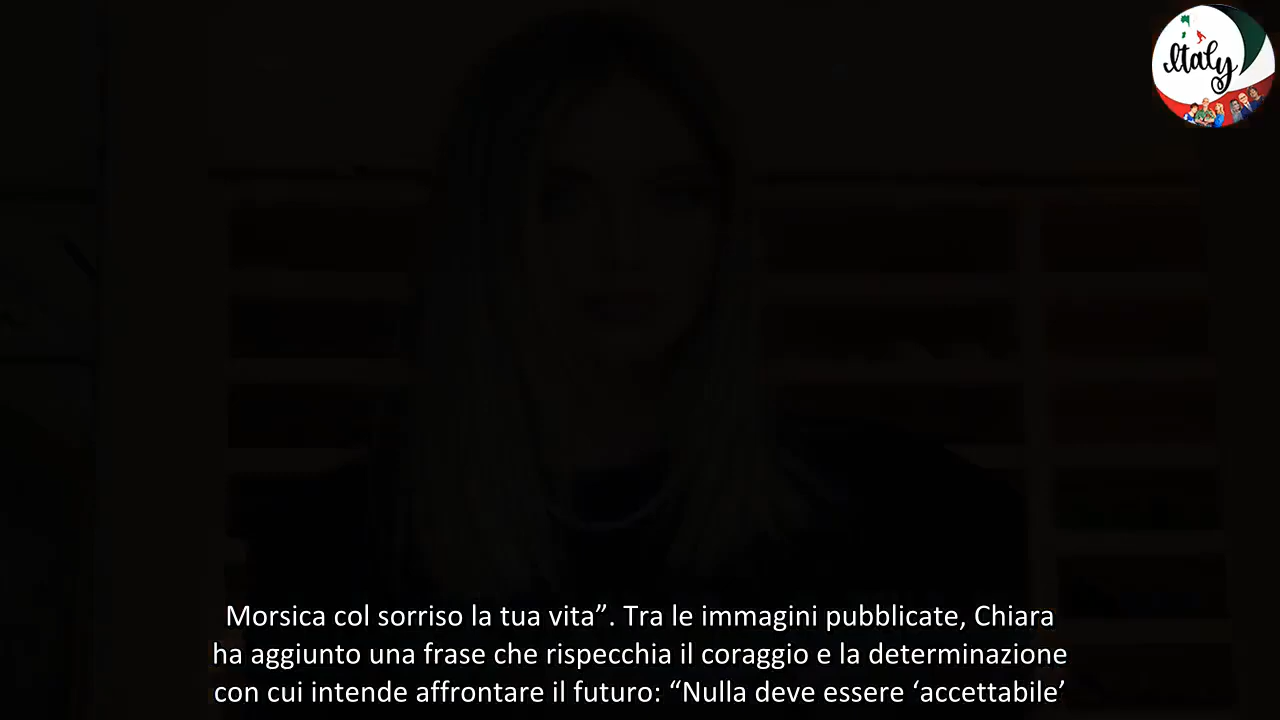 Italy
Morsica col sorriso la tua vita”. Tra le immagini pubblicate, Chiara
ha aggiunto una frase che rispecchia il coraggio e la determinazione
con cui intende affrontare il futuro: “Nulla deve essere ‘accettabile’